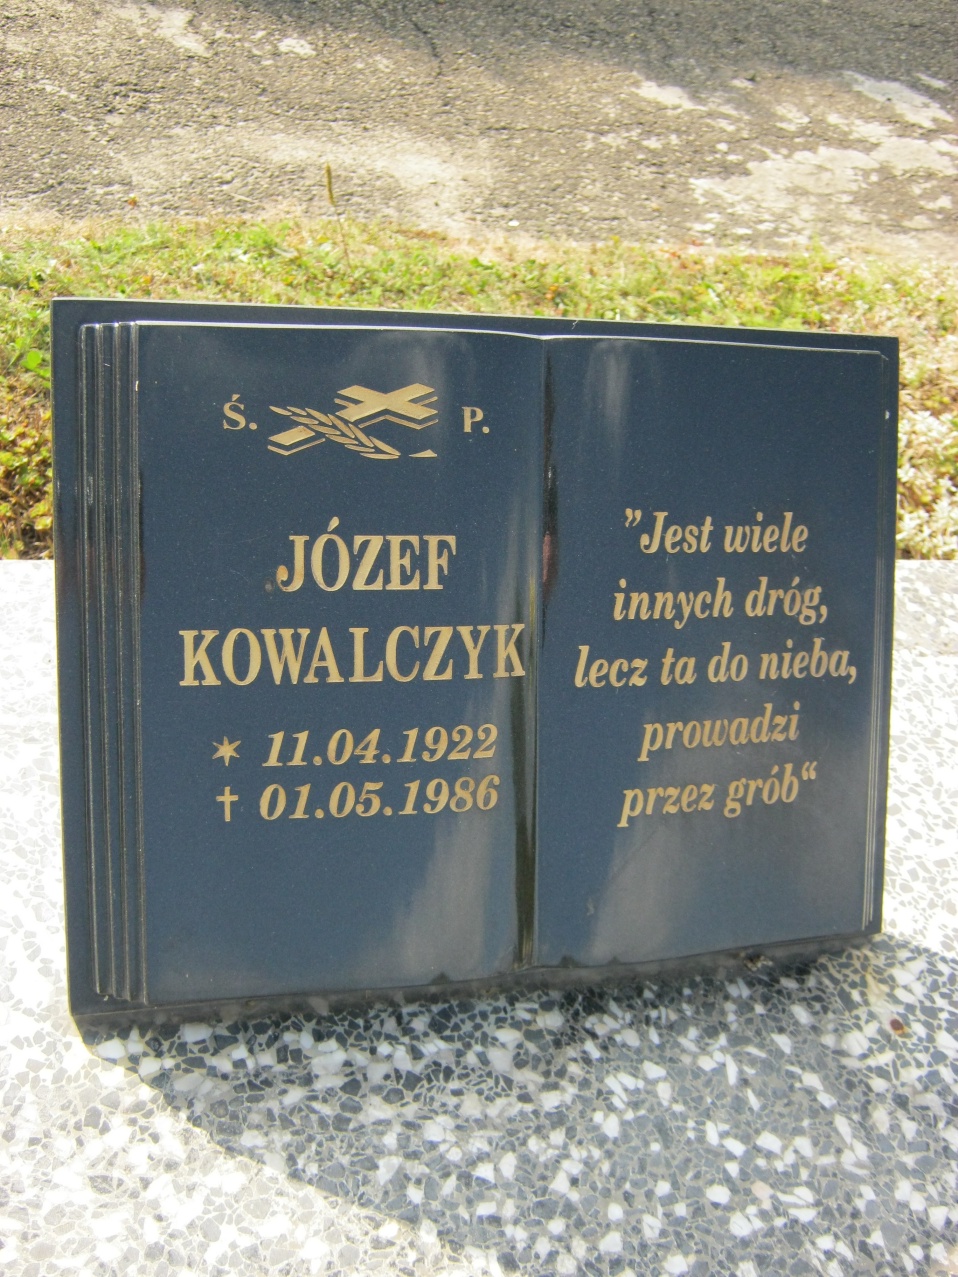 Ś. P.
JÓZEF
KOWALCZYK
* 11.04.1922
✝ 01.05.1986
”Jest wiele
innych dróg,
lecz ta do nieba,
prowadzi
przez grób“